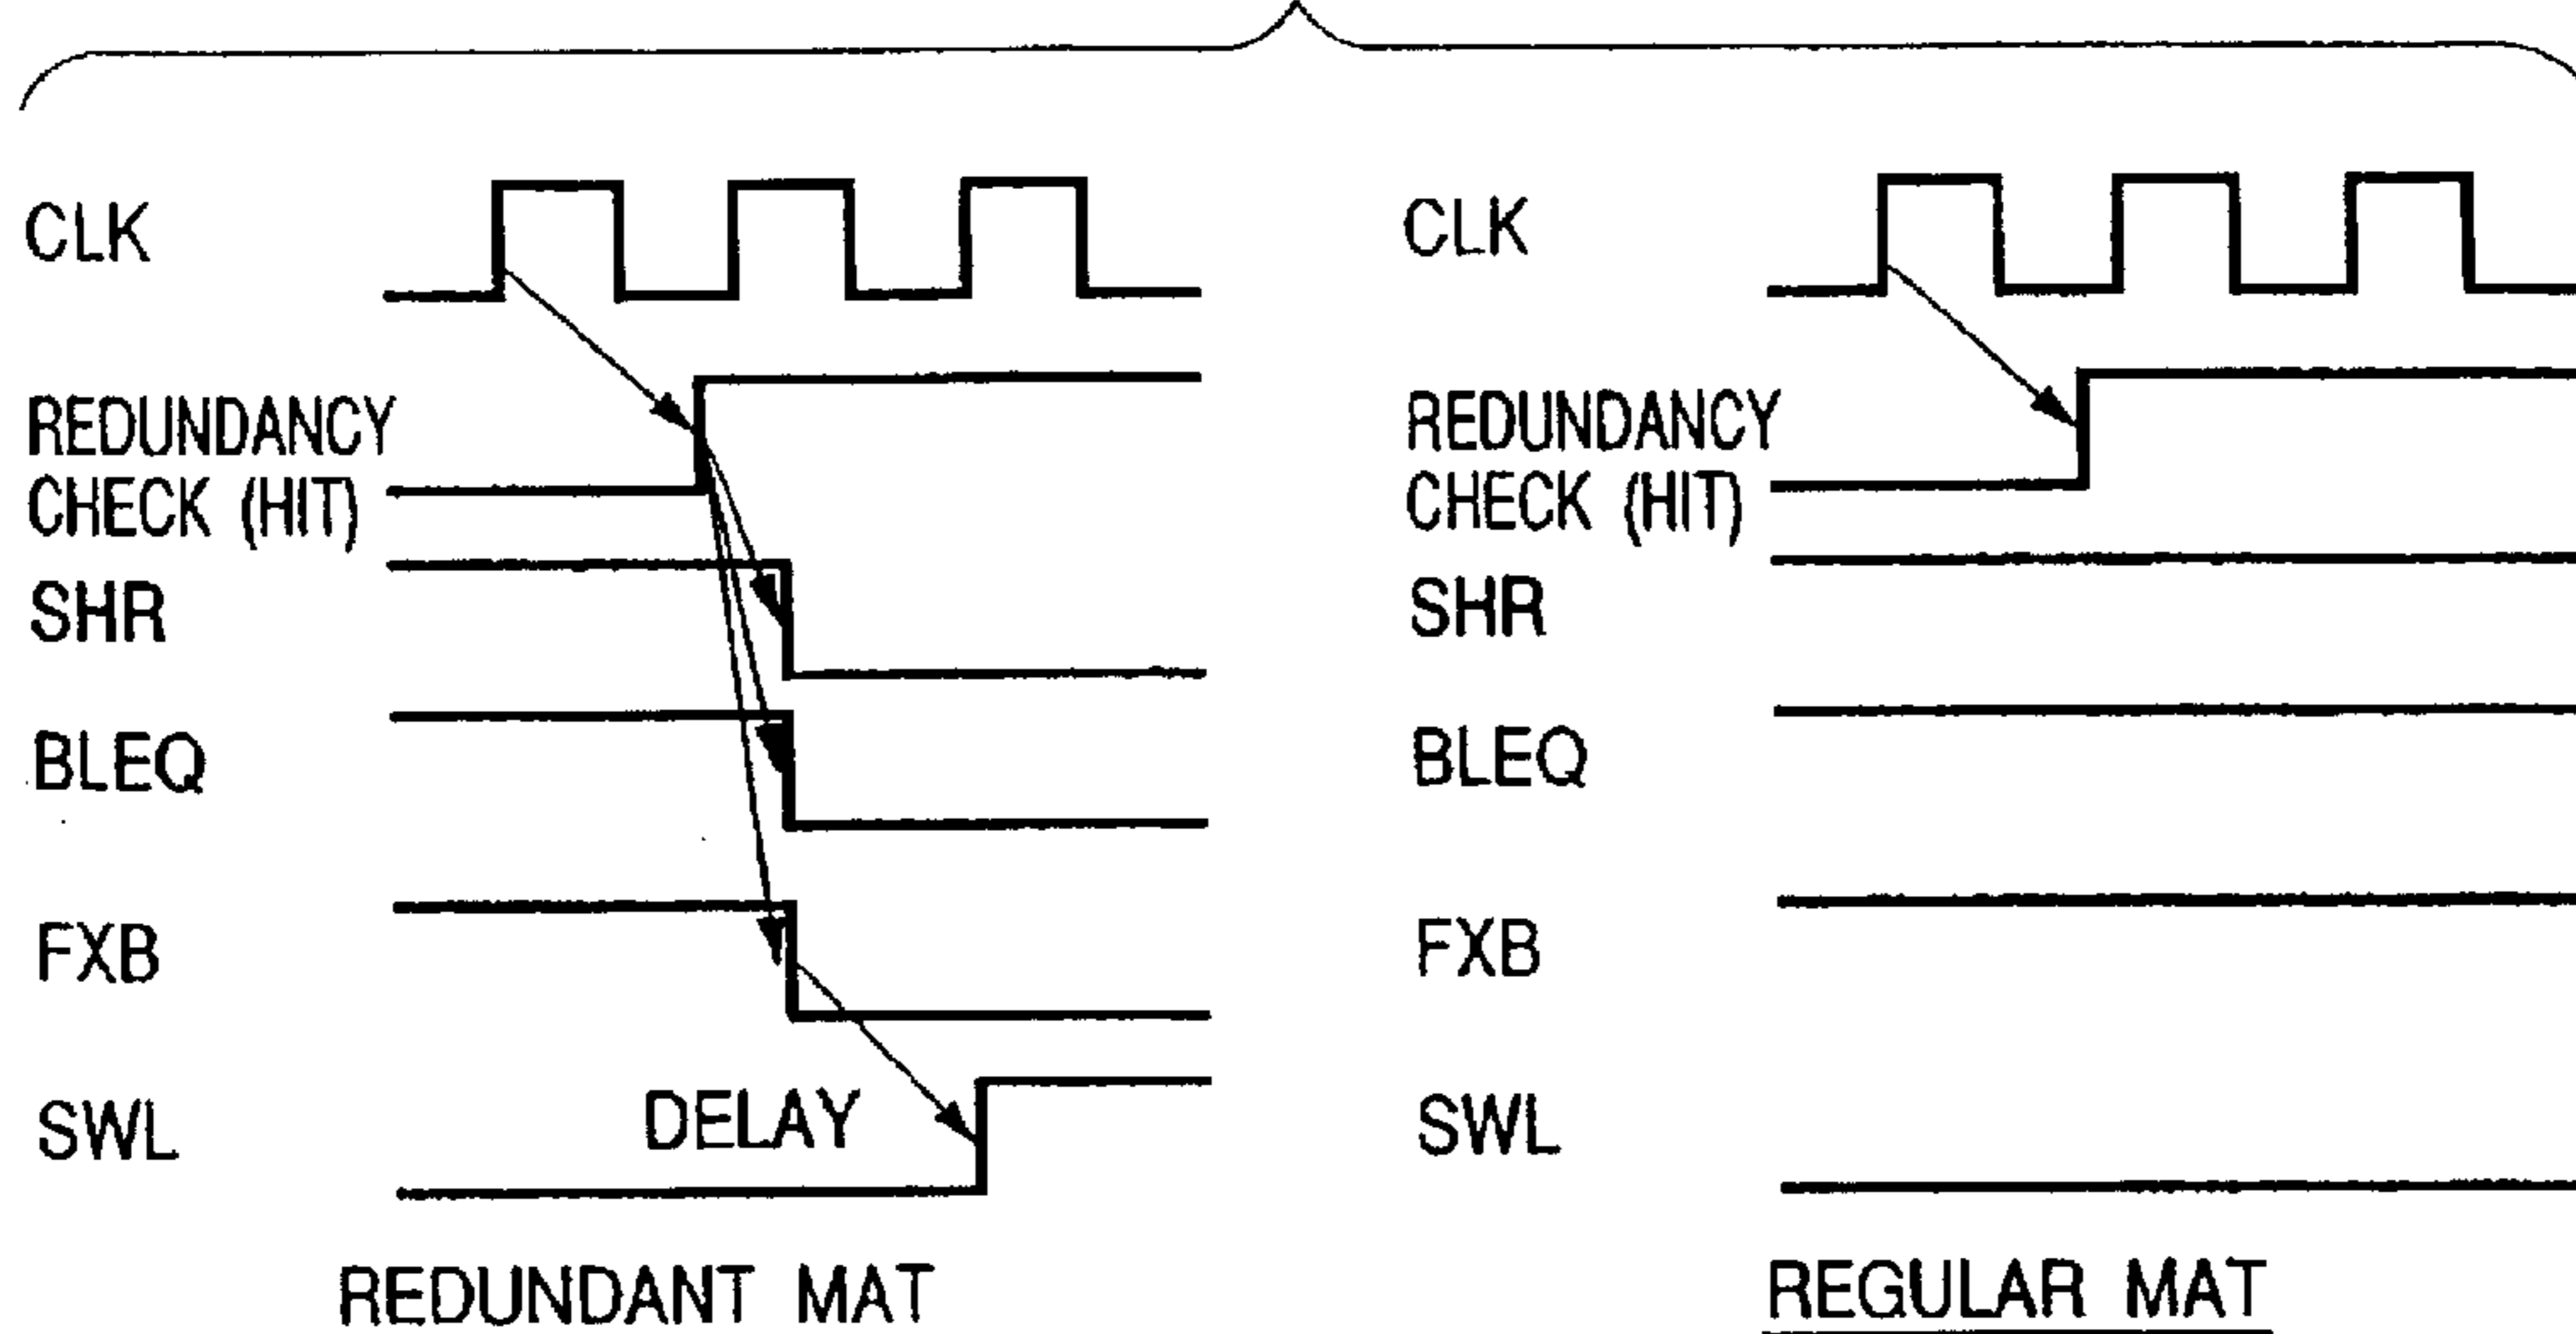 CLK
REDUNDANCY
CHECK (HIT)
SHR
BLEQ
FXB
SWL
DELAY
REDUNDANT MAT
CLK
REDUNDANCY
CHECK (HIT)
SHR
BLEQ
FXB
SWL
REGULAR MAT